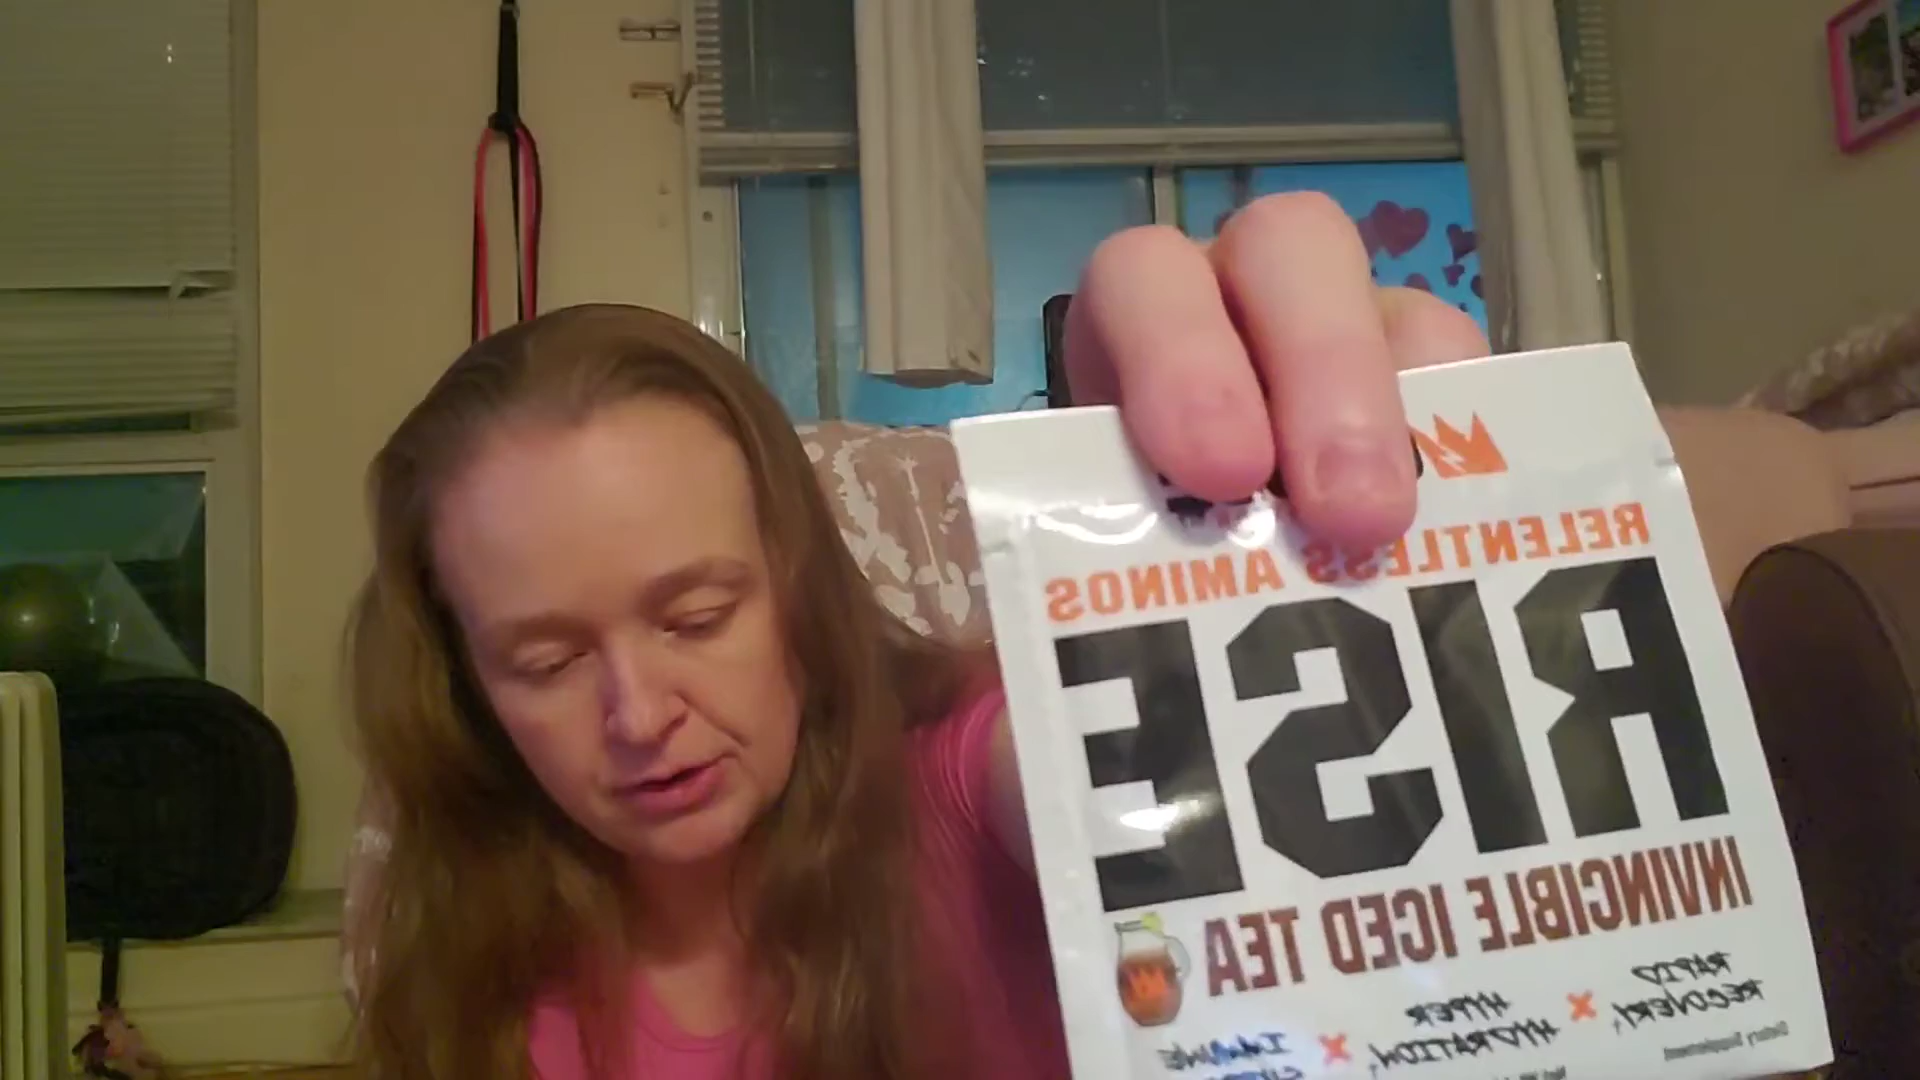 RELENTLESS AMINOS
RISE
INVINCIBLE ICED TEA
RAPID
RECOVERY,
HYPER
HYDRATION,
IMMUNE
Dietary Supplement